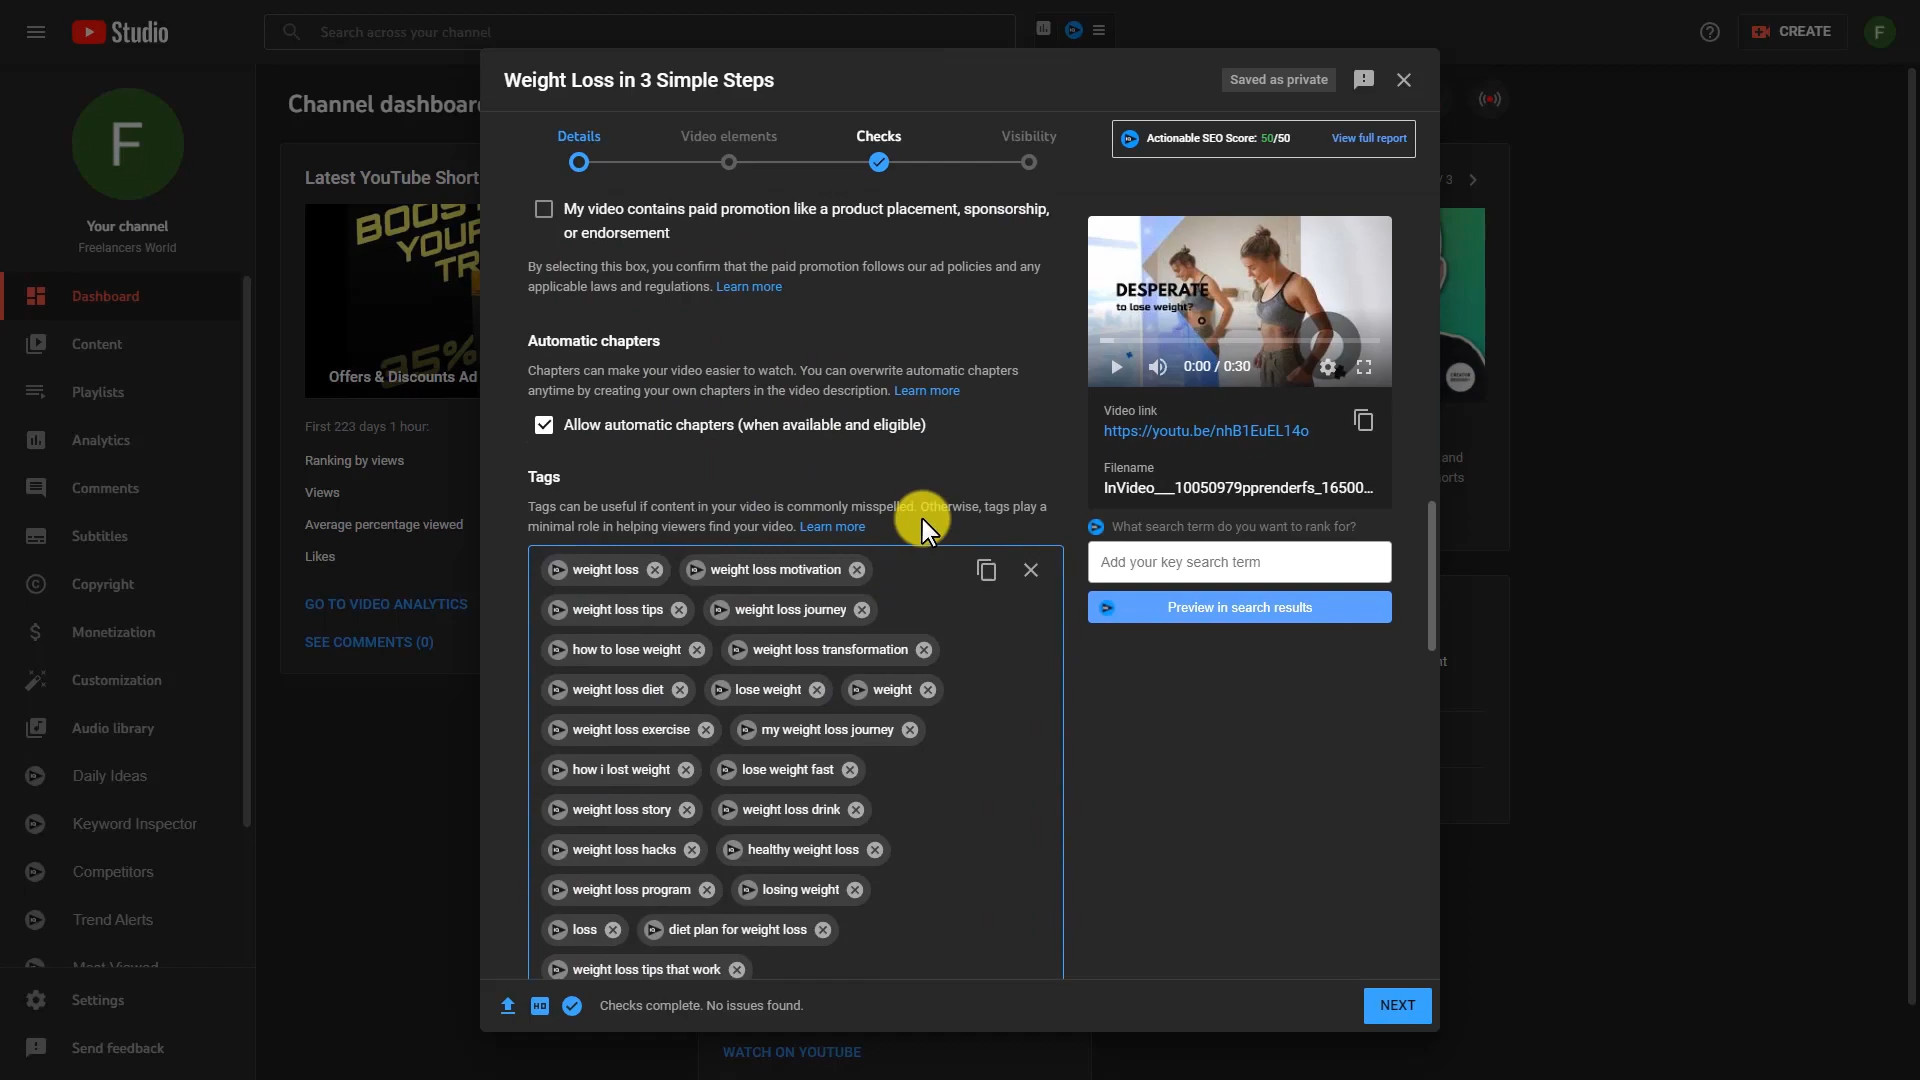 Studio
Search across your channel
CREATE
F
F
Your channel
Freelancers World
Dashboard
Content
Playlists
Analytics
Comments
Subtitles
Copyright
Monetization
Customization
Audio library
Daily Ideas
Keyword Inspector
Competitors
Trend Alerts
Most Viewed
Settings
Send feedback
Channel dashboard
Latest YouTube Short
BOOST
YOUR
35%
Offers & Discounts Ad
First 223 days 1 hour:
Ranking by views
Views
Average percentage viewed
Likes
GO TO VIDEO ANALYTICS
SEE COMMENTS (0)
Weight Loss in 3 Simple Steps
Saved as private
Details
Video elements
Checks
Visibility
Actionable SEO Score: 50/50
View full report
My video contains paid promotion like a product placement, sponsorship,
or endorsement
By selecting this box, you confirm that the paid promotion follows our ad policies and any
applicable laws and regulations. Learn more
Automatic chapters
Chapters can make your video easier to watch. You can overwrite automatic chapters
anytime by creating your own chapters in the video description. Learn more
Allow automatic chapters (when available and eligible)
Tags
Tags can be useful if content in your video is commonly misspelled. Otherwise, tags play a
minimal role in helping viewers find your video. Learn more
weight loss
weight loss motivation
weight loss tips
weight loss journey
how to lose weight
weight loss transformation
weight loss diet
lose weight
weight
weight loss exercise
my weight loss journey
how i lost weight
lose weight fast
weight loss story
weight loss drink
weight loss hacks
healthy weight loss
weight loss program
losing weight
loss
diet plan for weight loss
weight loss tips that work
DESPERATE
to lose weight?
0:00 / 0:30
Video link
https://youtu.be/nhB1EuEL14o
Filename
InVideo___10050979pprenderfs_16500...
What search term do you want to rank for?
Add your key search term
Preview in search results
HD
Checks complete. No issues found.
NEXT
/ 3
and
orts
nt
WATCH ON YOUTUBE